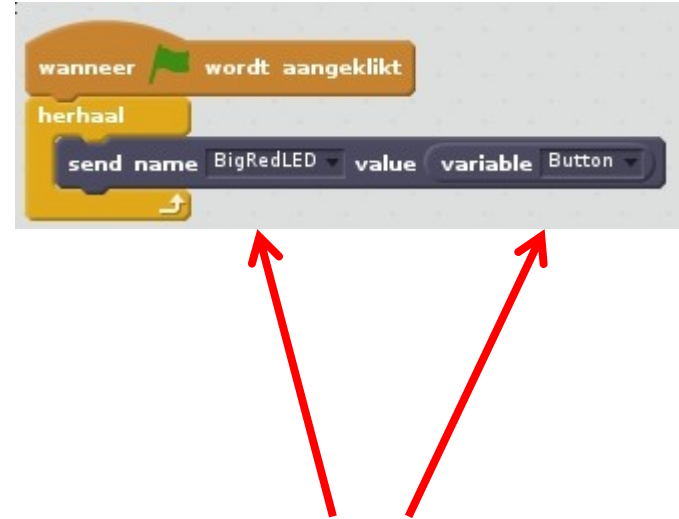 wanneer wordt aangeklikt
herhaal
send name BigRedLED value variable Button